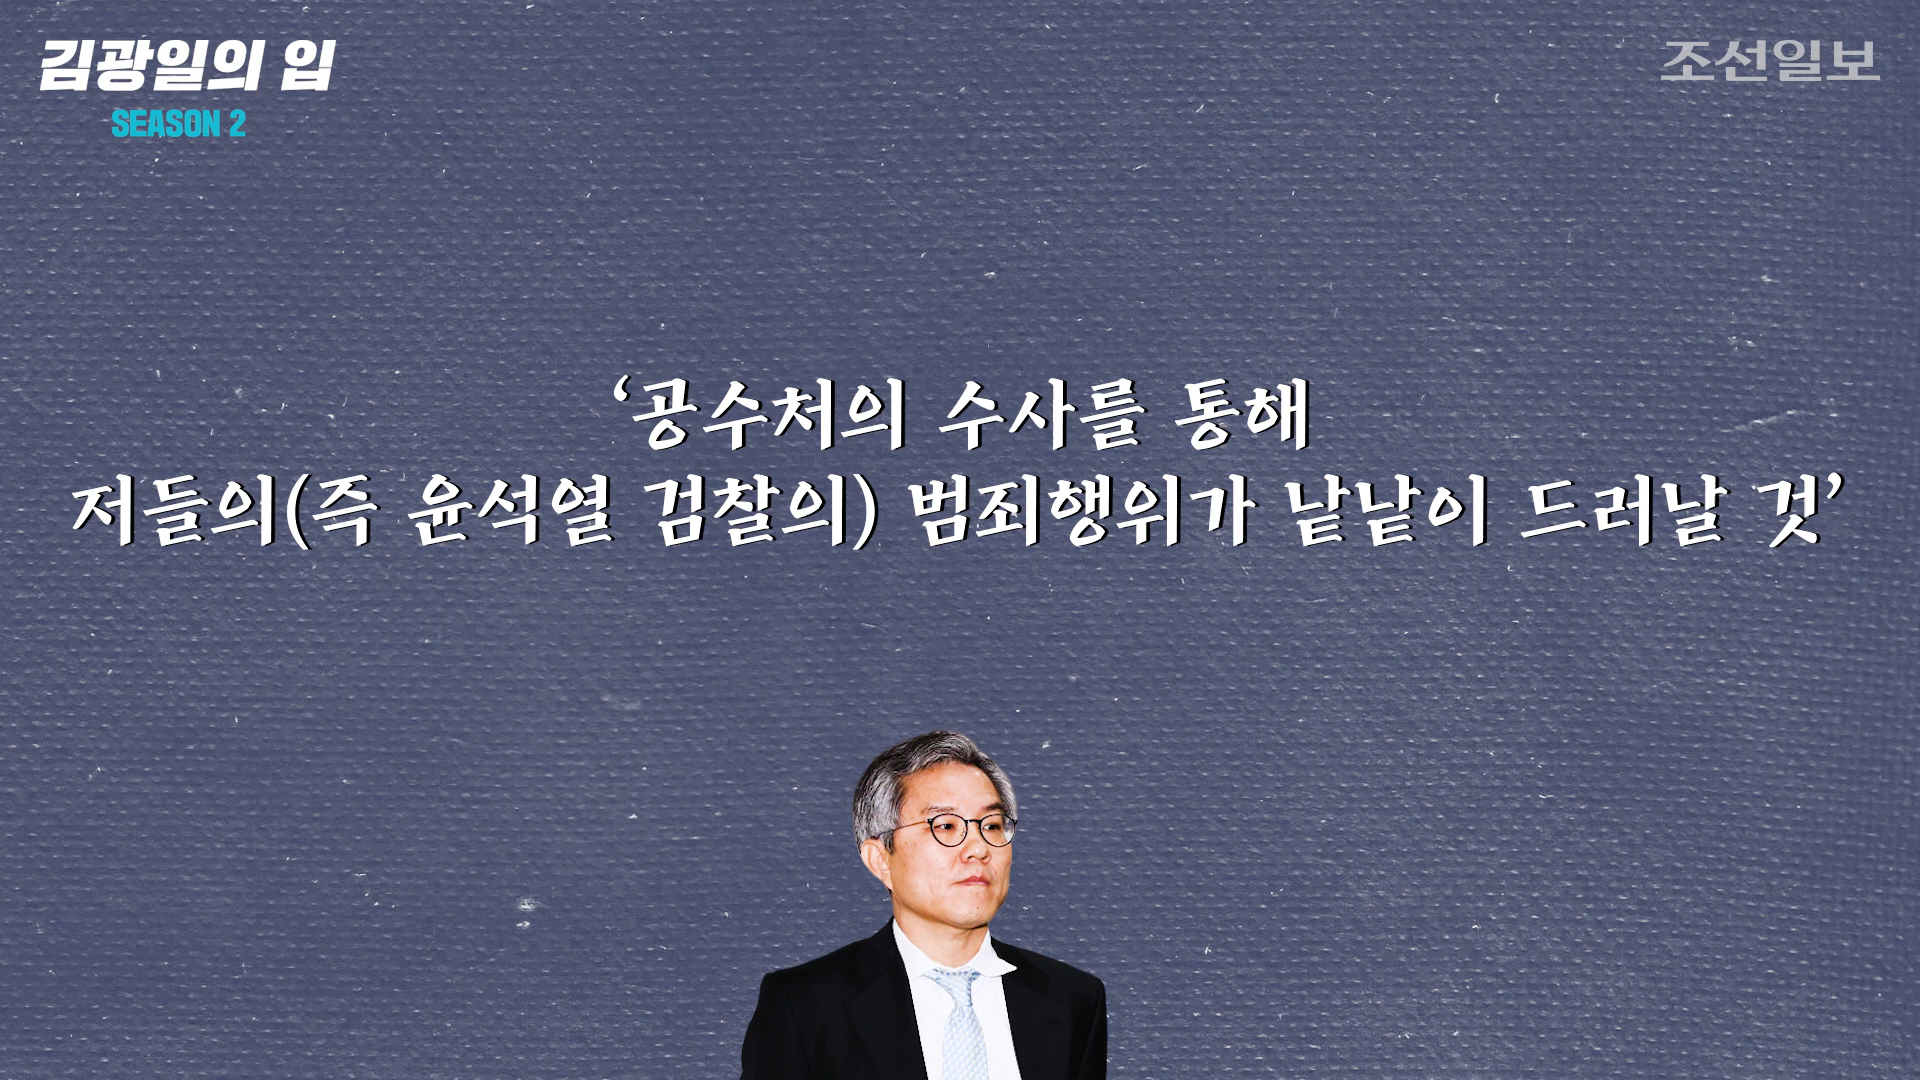 김광일의 입
SEASON 2
조선일보
‘공수처의 수사를 통해
저들의(즉 윤석열 검찰의) 범죄행위가 낱낱이 드러날 것’